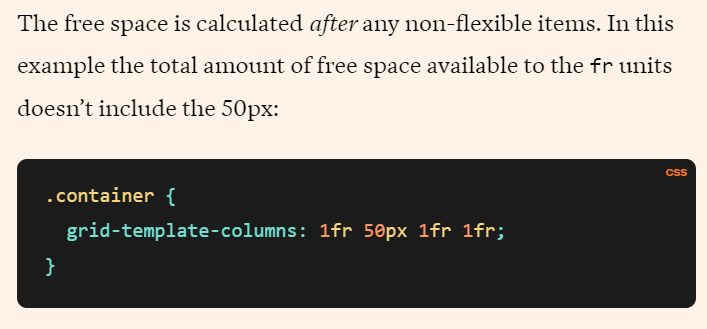 The free space is calculated after any non-flexible items. In this
example the total amount of free space available to the fr units
doesn’t include the 50px:
CSS
.container {
  grid-template-columns: 1fr 50px 1fr 1fr;
}